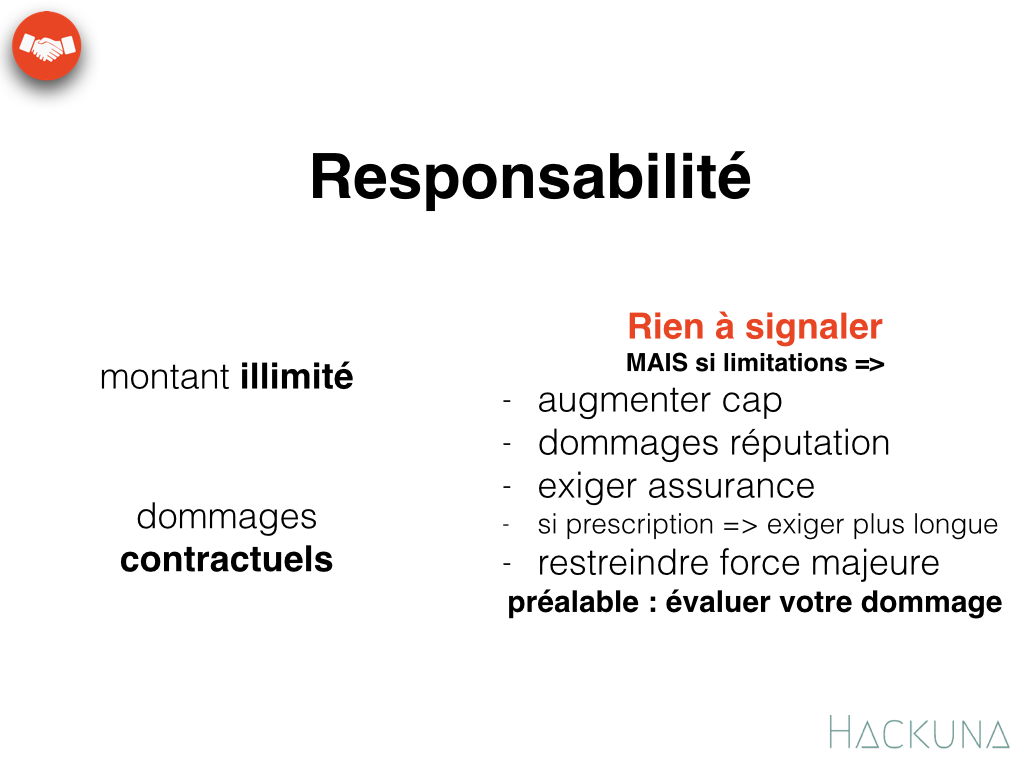 Responsabilité
montant illimité
dommages
contractuels
Rien à signaler
MAIS si limitations =>
- augmenter cap
- dommages réputation
- exiger assurance
- si prescription => exiger plus longue
- restreindre force majeure
préalable : évaluer votre dommage
HACKUNA